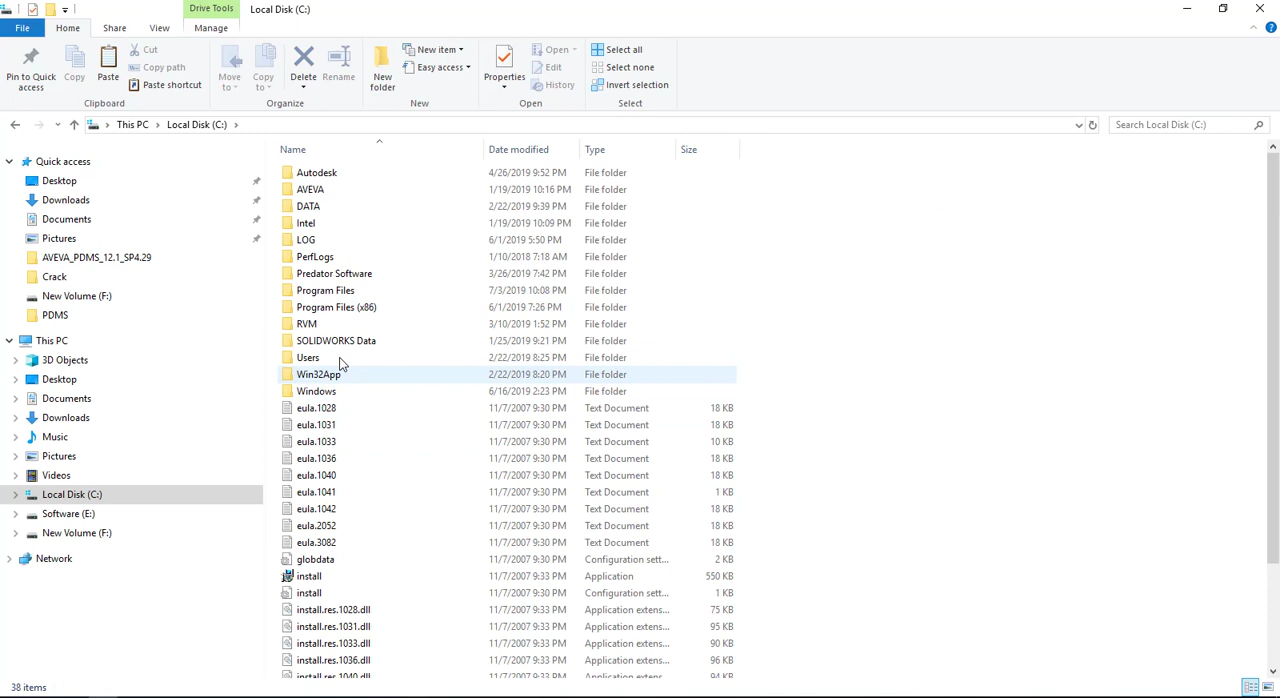 Drive Tools
Local Disk (C:)
File
Home
Share
View
Manage
Pin to Quick access
Copy
Paste
Cut
Copy path
Paste shortcut
Clipboard
Move to
Copy to
Delete
Rename
Organize
New folder
New item
Easy access
New
Properties
Open
Edit
History
Open
Select all
Select none
Invert selection
Select
This PC
Local Disk (C:)
Search Local Disk (C:)
Quick access
Desktop
Downloads
Documents
Pictures
AVEVA_PDMS_12.1_SP4.29
Crack
New Volume (F:)
PDMS
This PC
3D Objects
Desktop
Documents
Downloads
Music
Pictures
Videos
Local Disk (C:)
Software (E:)
New Volume (F:)
Network
Name Date modified Type Size
Autodesk 4/26/2019 9:52 PM File folder
AVEVA 1/19/2019 10:16 PM File folder
DATA 2/22/2019 9:39 PM File folder
Intel 1/19/2019 10:09 PM File folder
LOG 6/1/2019 5:50 PM File folder
PerfLogs 1/10/2018 7:18 AM File folder
Predator Software 3/26/2019 7:42 PM File folder
Program Files 7/3/2019 10:08 PM File folder
Program Files (x86) 6/1/2019 7:26 PM File folder
RVM 3/10/2019 1:52 PM File folder
SOLIDWORKS Data 1/25/2019 9:21 PM File folder
Users 2/22/2019 8:25 PM File folder
Win32App 2/22/2019 8:20 PM File folder
Windows 6/16/2019 2:23 PM File folder
eula.1028 11/7/2007 9:30 PM Text Document 18 KB
eula.1031 11/7/2007 9:30 PM Text Document 18 KB
eula.1033 11/7/2007 9:30 PM Text Document 10 KB
eula.1036 11/7/2007 9:30 PM Text Document 18 KB
eula.1040 11/7/2007 9:30 PM Text Document 18 KB
eula.1041 11/7/2007 9:30 PM Text Document 1 KB
eula.1042 11/7/2007 9:30 PM Text Document 18 KB
eula.2052 11/7/2007 9:30 PM Text Document 18 KB
eula.3082 11/7/2007 9:30 PM Text Document 18 KB
globdata 11/7/2007 9:30 PM Configuration sett... 2 KB
install 11/7/2007 9:33 PM Application 550 KB
install 11/7/2007 9:30 PM Configuration sett... 1 KB
install.res.1028.dll 11/7/2007 9:33 PM Application extens... 75 KB
install.res.1031.dll 11/7/2007 9:33 PM Application extens... 95 KB
install.res.1033.dll 11/7/2007 9:33 PM Application extens... 90 KB
install.res.1036.dll 11/7/2007 9:33 PM Application extens... 96 KB
install.res.1040.dll 11/7/2007 9:33 PM Application extens... 94 KB
38 items